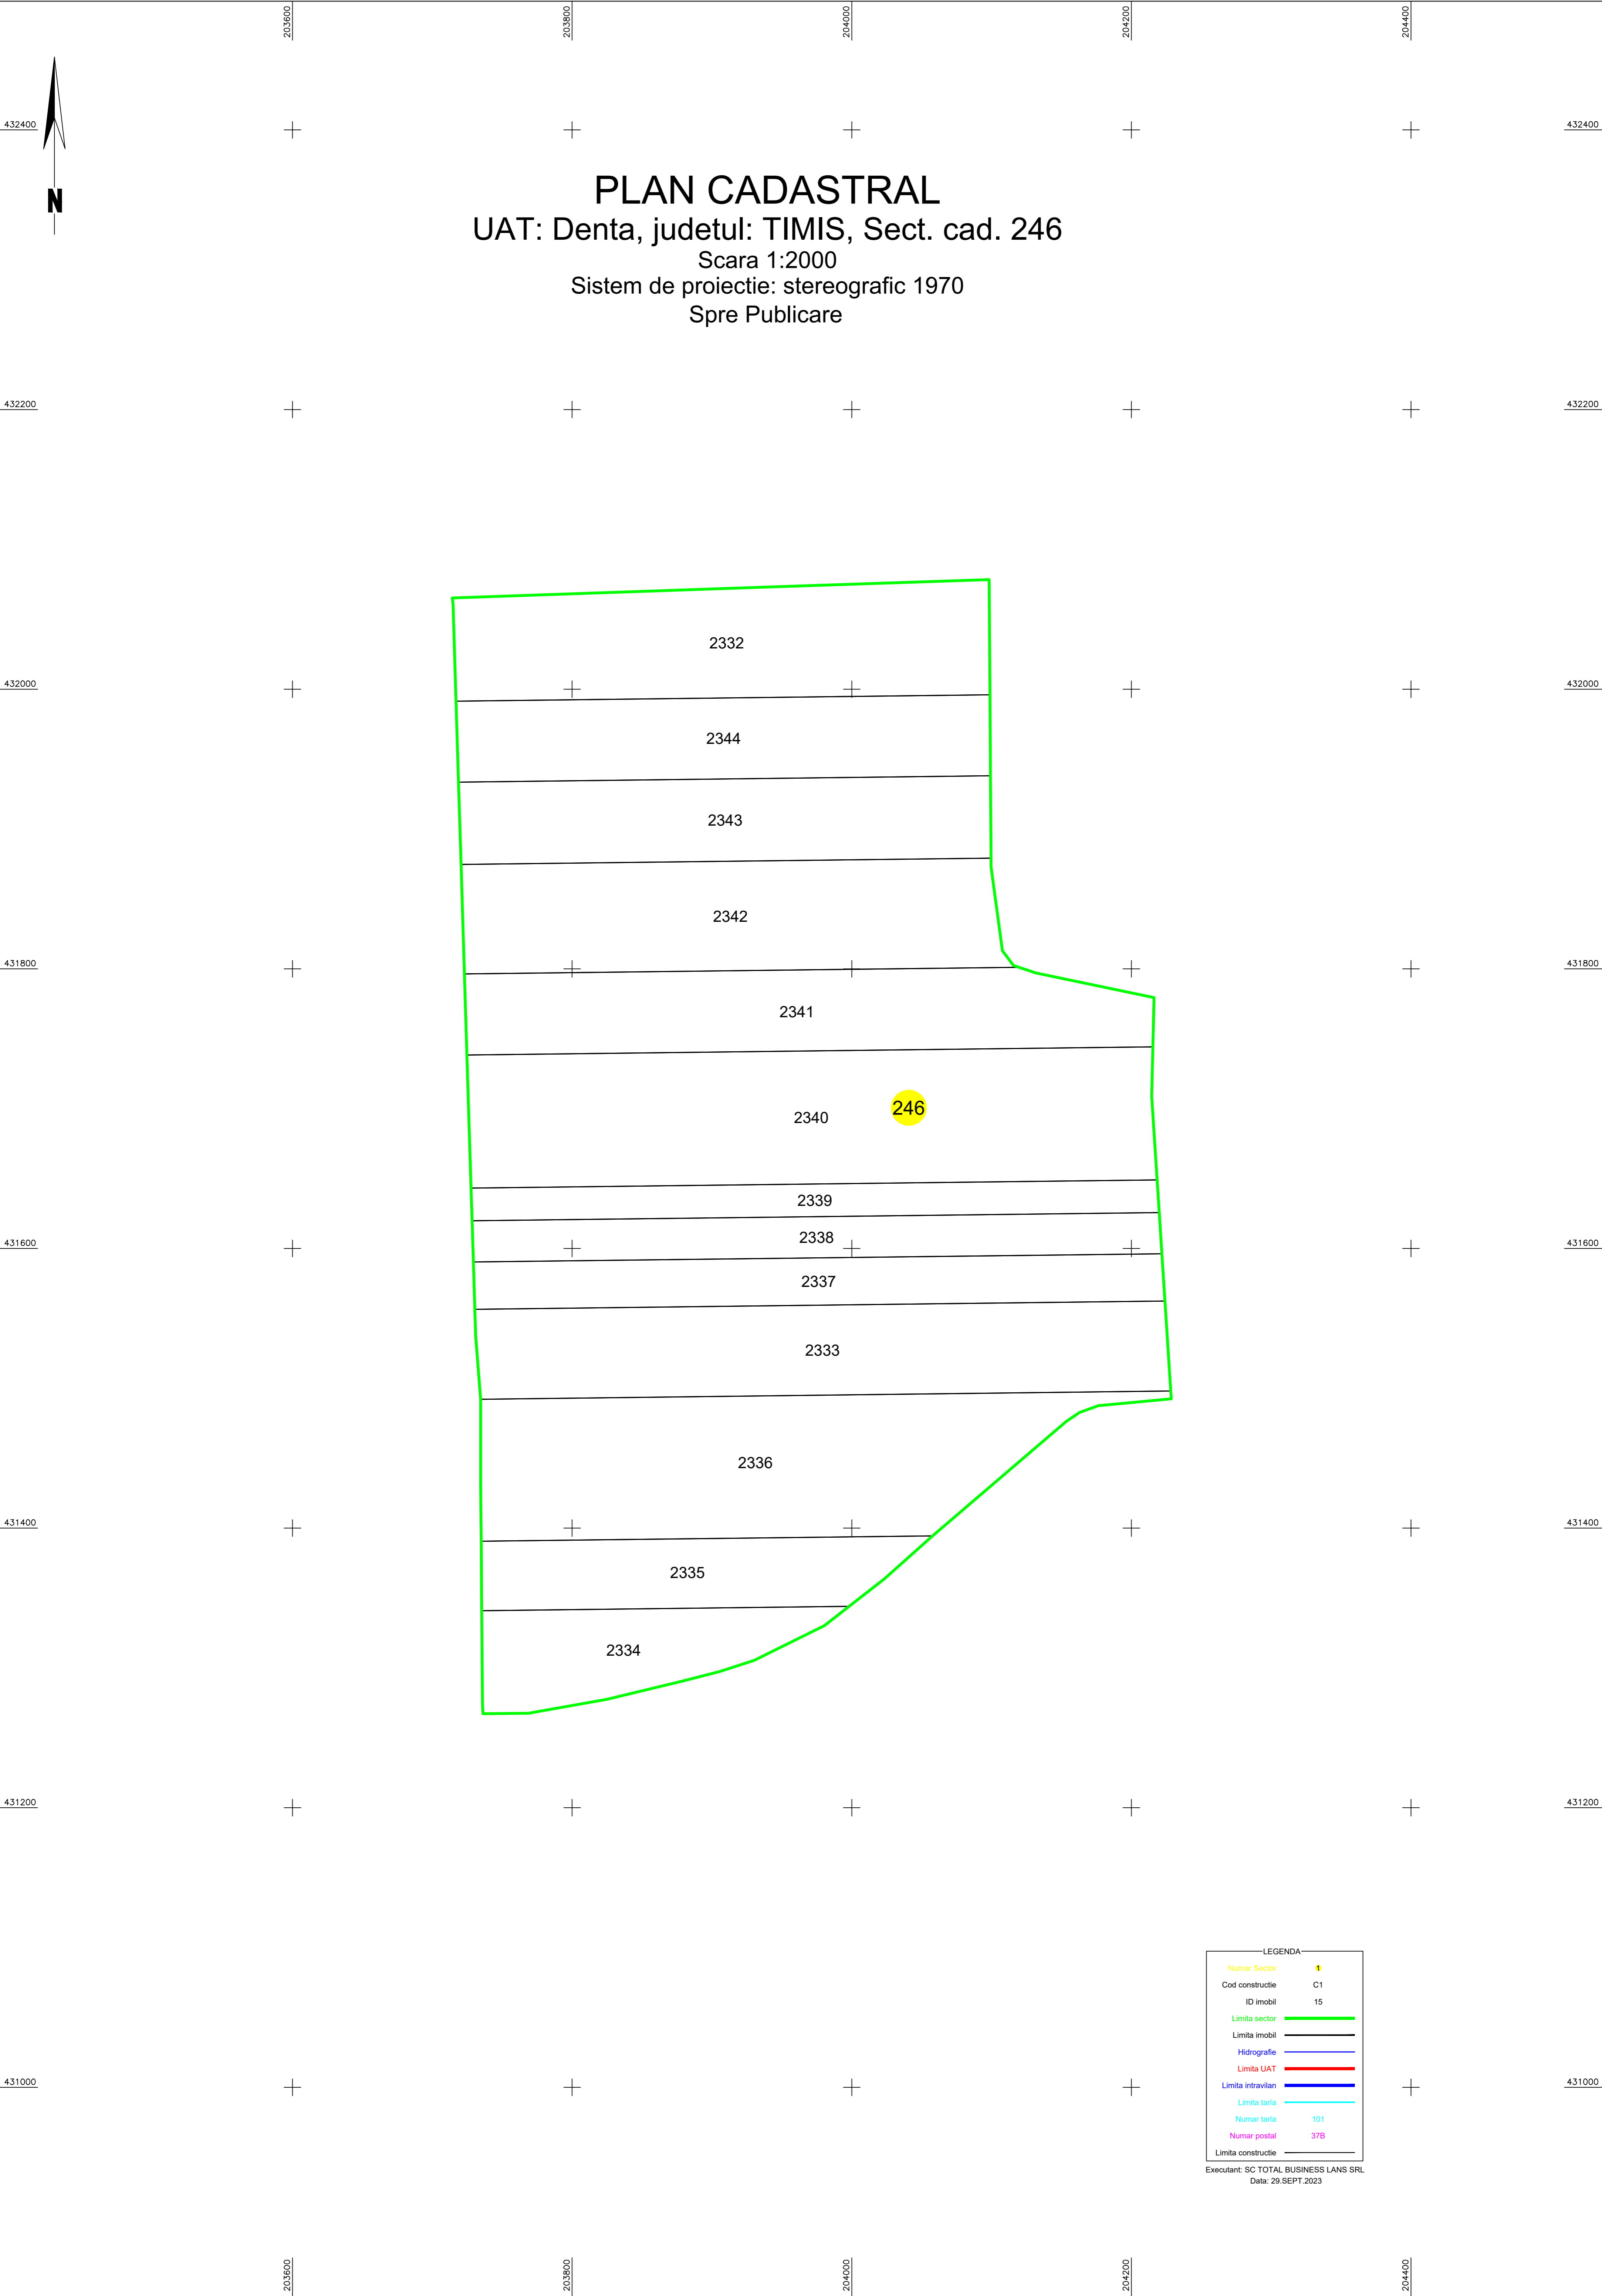 203600
203800
204000
204200
204400
432400
432400
N
PLAN CADASTRAL
UAT: Denta, judetul: TIMIS, Sect. cad. 246
Scara 1:2000
Sistem de proiectie: stereografic 1970
Spre Publicare
432200
432200
2332
432000
432000
2344
2343
2342
431800
431800
2341
246
2340
2339
2338
431600
431600
2337
2333
2336
431400
431400
2335
2334
431200
431200
LEGENDA
Numar Sector 1
Cod constructie C1
ID imobil 15
Limita sector
Limita imobil
Hidrografie
Limita UAT
431000
431000
Limita intravilan
Limita tarla
Numar tarla 101
Numar postal 37B
Limita constructie
Executant: SC TOTAL BUSINESS LANS SRL
Data: 29.SEPT.2023
203600
203800
204000
204200
204400